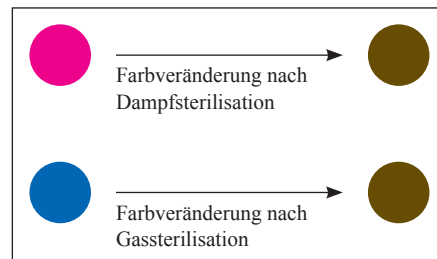 Farbveränderung nach
Dampfsterilisation
Farbveränderung nach
Gassterilisation